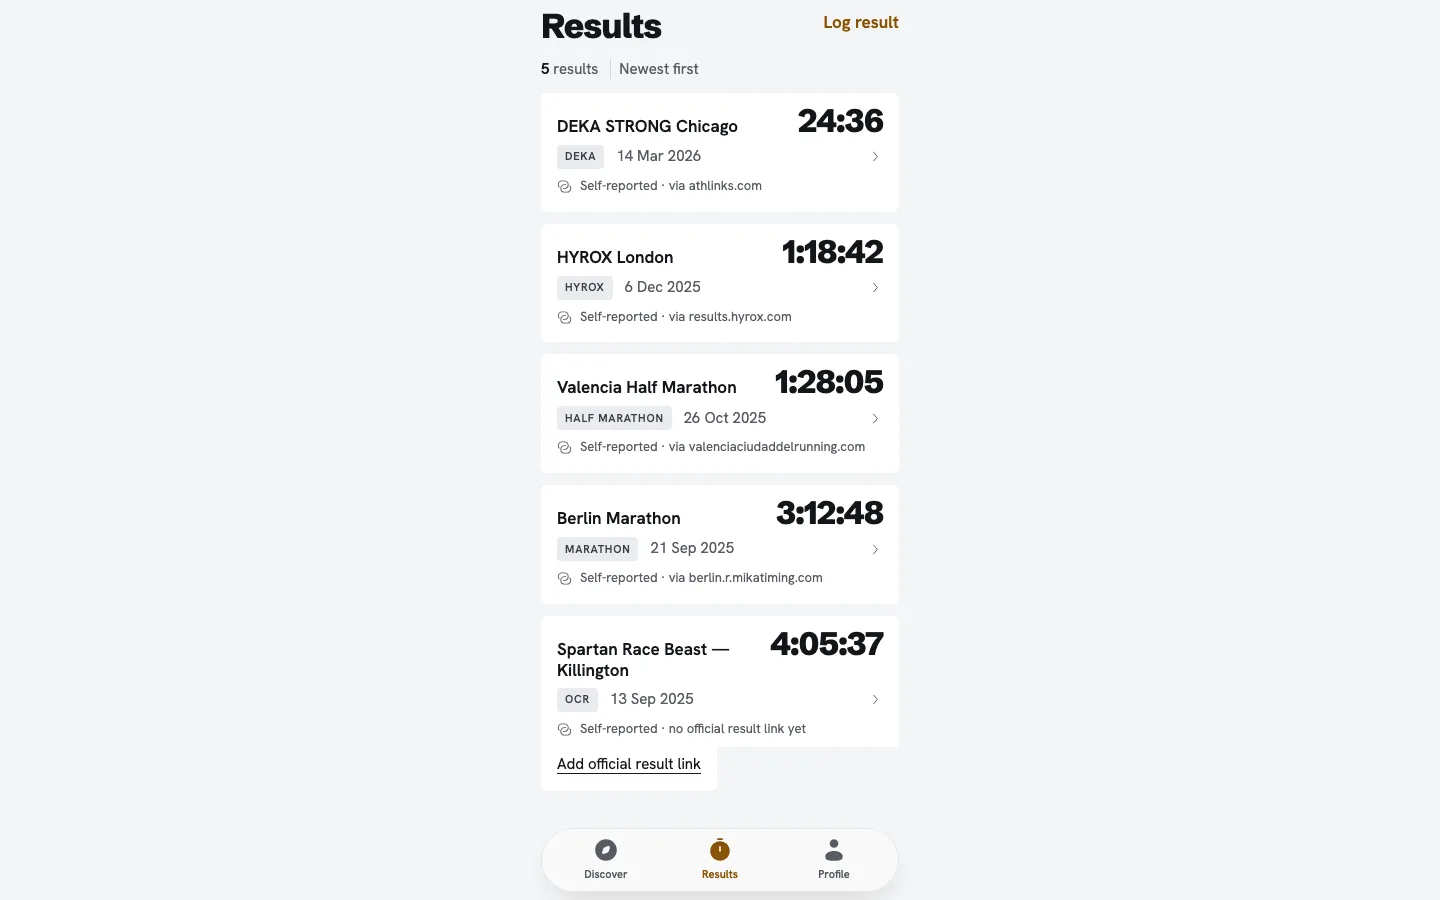 Results
Log result
5 results
Newest first
DEKA STRONG Chicago
24:36
DEKA
14 Mar 2026
Self-reported · via athlinks.com
HYROX London
1:18:42
HYROX
6 Dec 2025
Self-reported · via results.hyrox.com
Valencia Half Marathon
1:28:05
HALF MARATHON
26 Oct 2025
Self-reported · via valenciaciudaddelrunning.com
Berlin Marathon
3:12:48
MARATHON
21 Sep 2025
Self-reported · via berlin.r.mikatiming.com
Spartan Race Beast —
Killington
4:05:37
OCR
13 Sep 2025
Self-reported · no official result link yet
Add official result link
Discover
Results
Profile